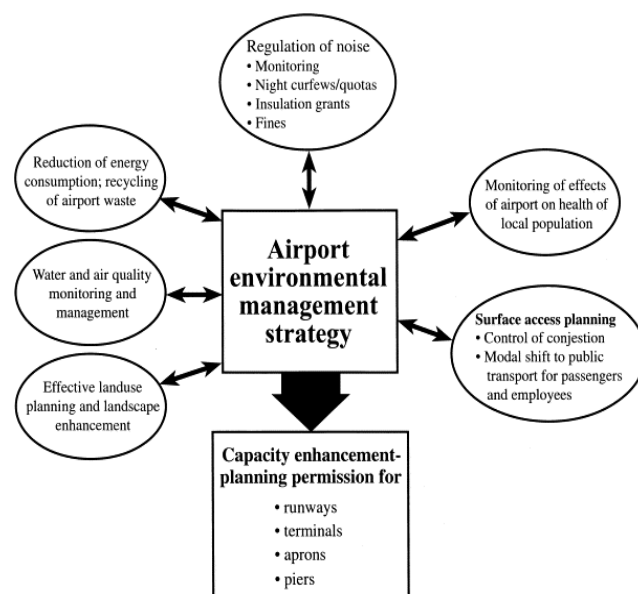 Regulation of noise
• Monitoring
• Night curfews/quotas
• Insulation grants
• Fines
Reduction of energy
consumption; recycling
of airport waste
Monitoring of effects
of airport on health of
local population
Airport
environmental
management
strategy
Water and air quality
monitoring and
management
Surface access planning
• Control of conjestion
• Modal shift to public
transport for passengers
and employees
Effective landuse
planning and landscape
enhancement
Capacity enhancement-
planning permission for
• runways
• terminals
• aprons
• piers